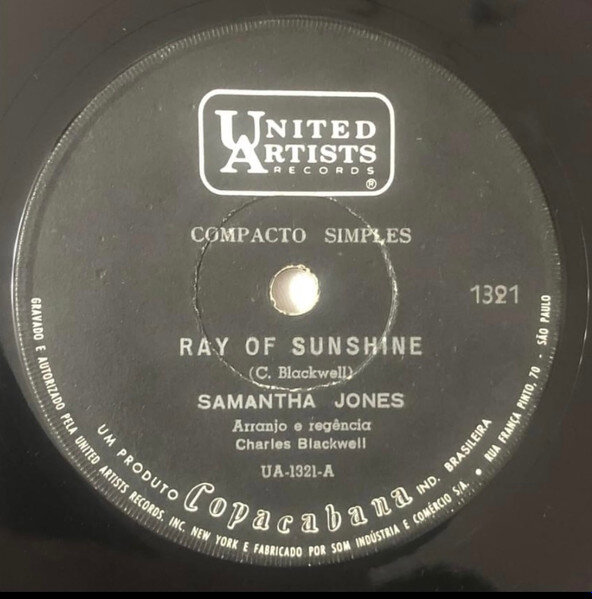 UNITED
ARTISTS
RECORDS
®
COMPACTO SIMPLES
1321
RAY OF SUNSHINE
(C. Blackwell)
SAMANTHA JONES
Arranjo e regência
Charles Blackwell
UA-1321-A
UM PRODUTO Copacabana IND. BRASILEIRA
GRAVADO E AUTORIZADO PELA UNITED ARTISTS RECORDS, INC. NEW YORK E FABRICADO POR SOM INDÚSTRIA E COMÉRCIO S/A. • RUA FRANÇA PINTO, 70 - SÃO PAULO